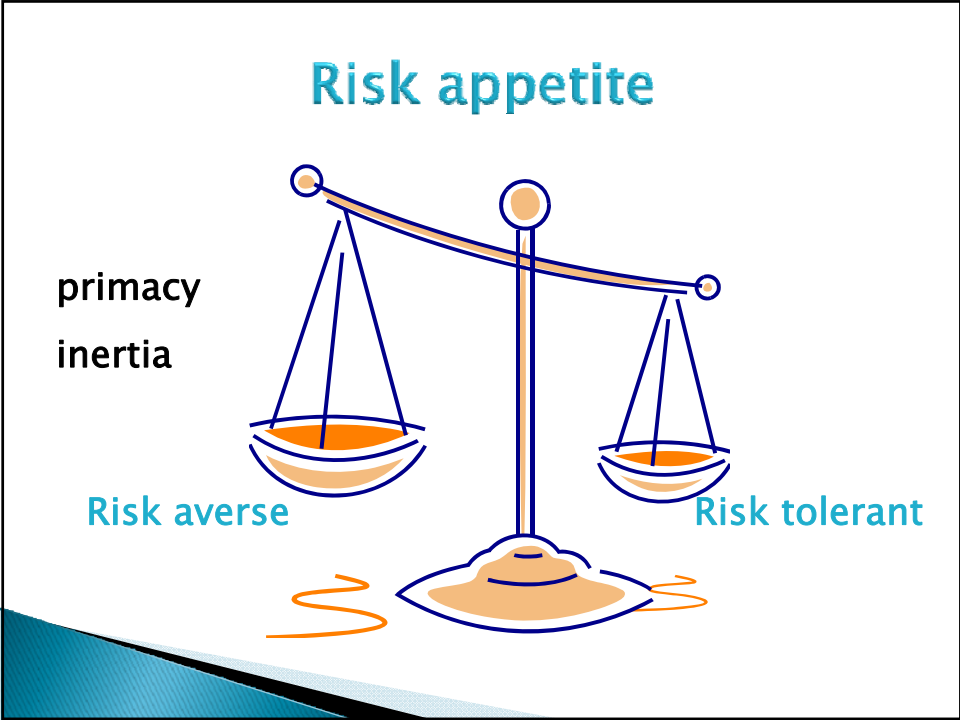 Risk appetite
primacy
inertia
Risk averse
Risk tolerant